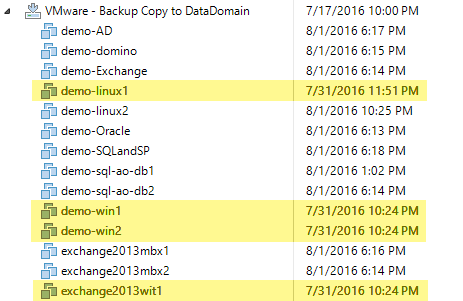 VMware - Backup Copy to DataDomain 7/17/2016 10:00 PM
demo-AD 8/1/2016 6:17 PM
demo-domino 8/1/2016 6:15 PM
demo-Exchange 8/1/2016 6:14 PM
demo-linux1 7/31/2016 11:51 PM
demo-linux2 8/1/2016 10:25 PM
demo-Oracle 8/1/2016 6:13 PM
demo-SQLandSP 8/1/2016 6:18 PM
demo-sql-ao-db1 8/1/2016 1:02 PM
demo-sql-ao-db2 8/1/2016 6:14 PM
demo-win1 7/31/2016 10:24 PM
demo-win2 7/31/2016 10:24 PM
exchange2013mbx1 8/1/2016 6:16 PM
exchange2013mbx2 8/1/2016 6:14 PM
exchange2013wit1 7/31/2016 10:24 PM